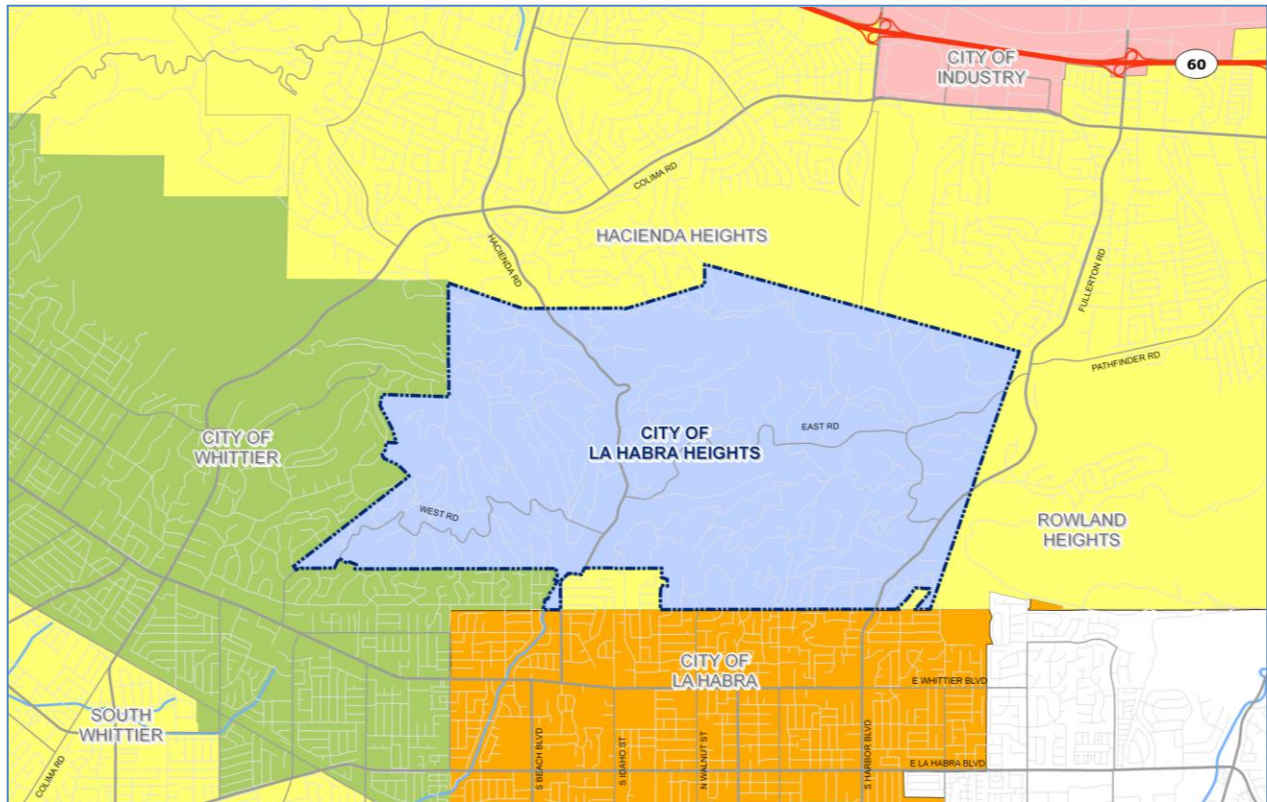 CITY OF
INDUSTRY
60
COLIMA RD
HACIENDA HEIGHTS
HACIENDA RD
FULLERTON RD
PATHFINDER RD
CITY OF
WHITTIER
CITY OF
LA HABRA HEIGHTS
EAST RD
WEST RD
ROWLAND
HEIGHTS
CITY OF
LA HABRA
E WHITTIER BLVD
SOUTH
WHITTIER
COLIMA RD
S BEACH BLVD
S IDAHO ST
N WALNUT ST
S HARBOR BLVD
E LA HABRA BLVD